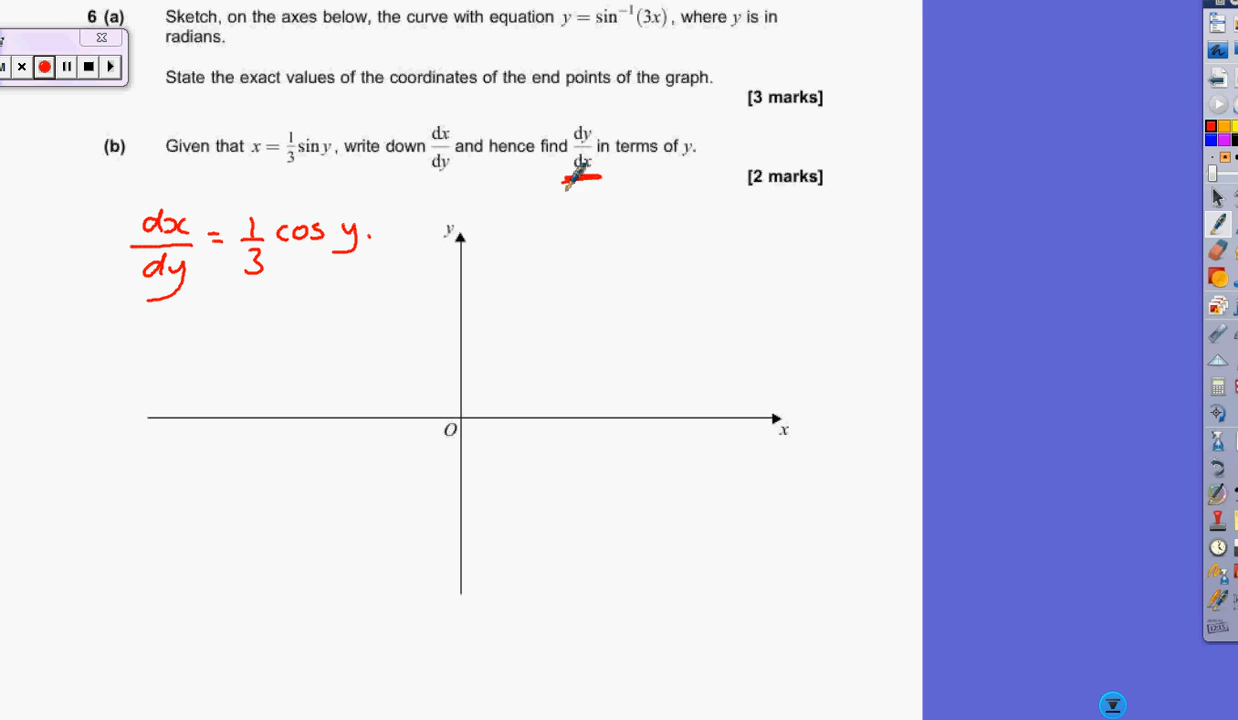 6 (a) Sketch, on the axes below, the curve with equation y = sin⁻¹(3x), where y is in
radians.
State the exact values of the coordinates of the end points of the graph.
[3 marks]
(b) Given that x = 1/3 sin y, write down dx/dy and hence find dy/dx in terms of y.
[2 marks]
dx/dy = 1/3 cos y.
y
O
x